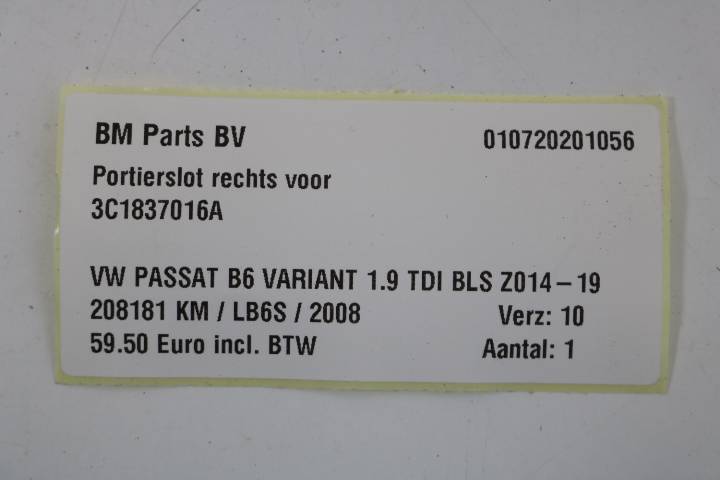 BM Parts BV 010720201056
Portierslot rechts voor
3C1837016A
VW PASSAT B6 VARIANT 1.9 TDI BLS Z014-19
208181 KM / LB6S / 2008 Verz: 10
59.50 Euro incl. BTW Aantal: 1